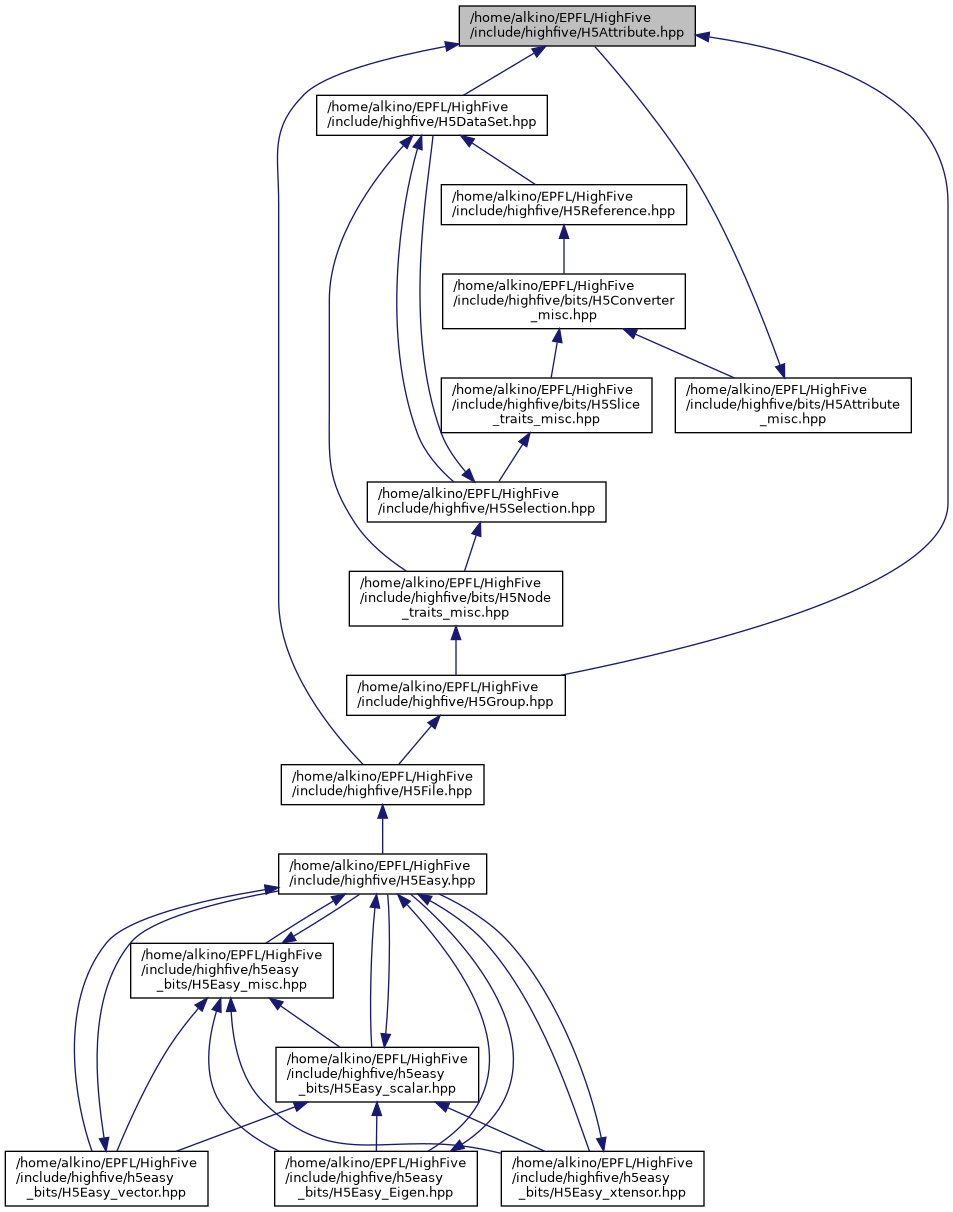 /home/alkino/EPFL/HighFive
/include/highfive/H5Attribute.hpp
/home/alkino/EPFL/HighFive
/include/highfive/H5DataSet.hpp
/home/alkino/EPFL/HighFive
/include/highfive/H5Reference.hpp
/home/alkino/EPFL/HighFive
/include/highfive/bits/H5Converter
_misc.hpp
/home/alkino/EPFL/HighFive
/include/highfive/bits/H5Slice
_traits_misc.hpp
/home/alkino/EPFL/HighFive
/include/highfive/bits/H5Attribute
_misc.hpp
/home/alkino/EPFL/HighFive
/include/highfive/H5Selection.hpp
/home/alkino/EPFL/HighFive
/include/highfive/bits/H5Node
_traits_misc.hpp
/home/alkino/EPFL/HighFive
/include/highfive/H5Group.hpp
/home/alkino/EPFL/HighFive
/include/highfive/H5File.hpp
/home/alkino/EPFL/HighFive
/include/highfive/H5Easy.hpp
/home/alkino/EPFL/HighFive
/include/highfive/h5easy
_bits/H5Easy_misc.hpp
/home/alkino/EPFL/HighFive
/include/highfive/h5easy
_bits/H5Easy_scalar.hpp
/home/alkino/EPFL/HighFive
/include/highfive/h5easy
_bits/H5Easy_vector.hpp
/home/alkino/EPFL/HighFive
/include/highfive/h5easy
_bits/H5Easy_Eigen.hpp
/home/alkino/EPFL/HighFive
/include/highfive/h5easy
_bits/H5Easy_xtensor.hpp